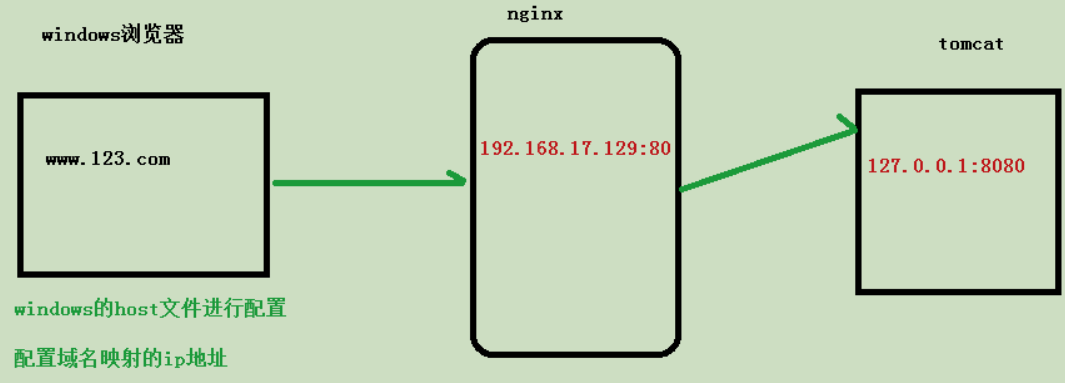 windows浏览器
nginx
tomcat
www.123.com
192.168.17.129:80
127.0.0.1:8080
windows的host文件进行配置
配置域名映射的ip地址